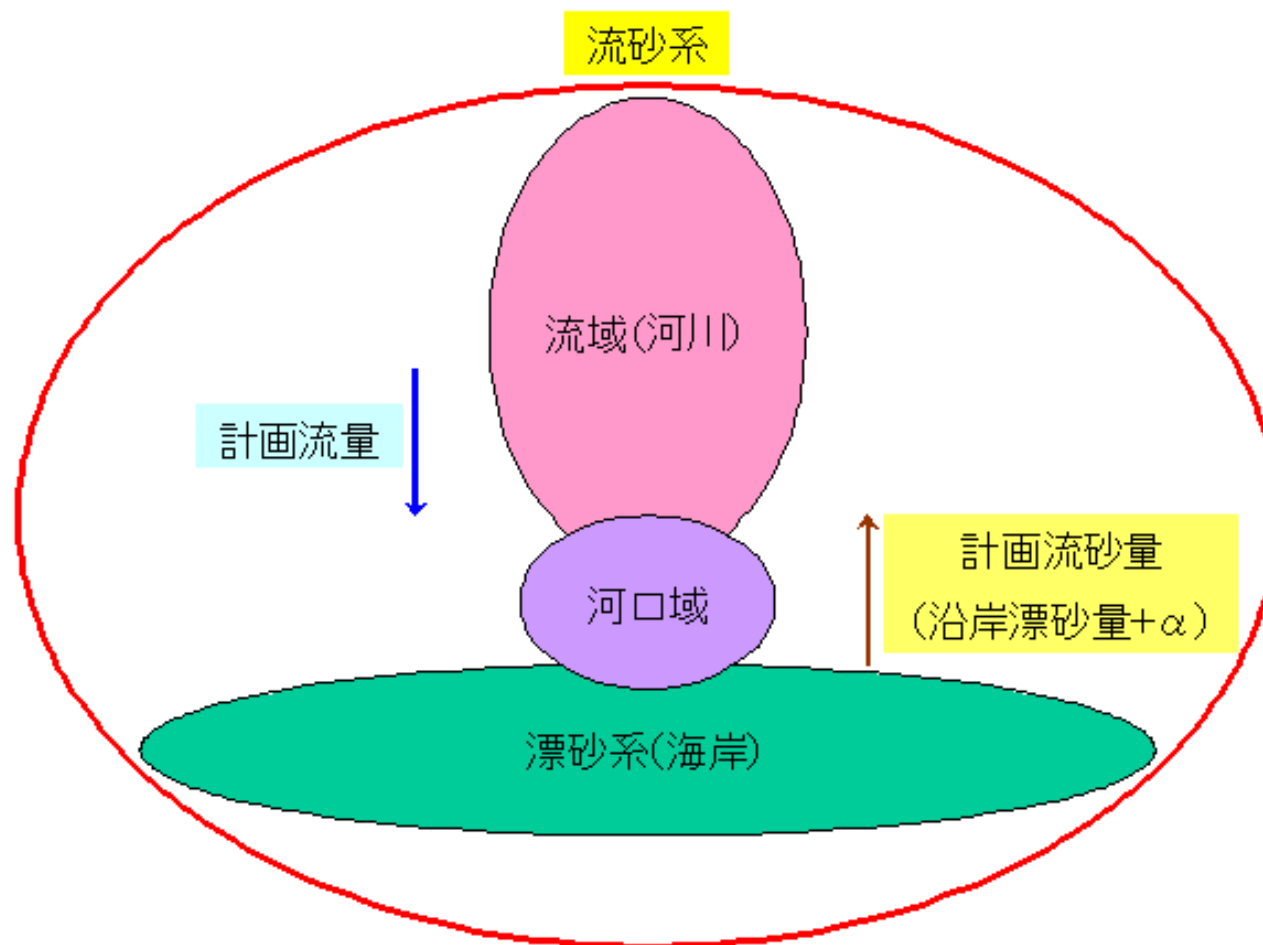 流砂系
流域(河川)
計画流量
計画流砂量
(沿岸漂砂量+α)
河口域
漂砂系(海岸)